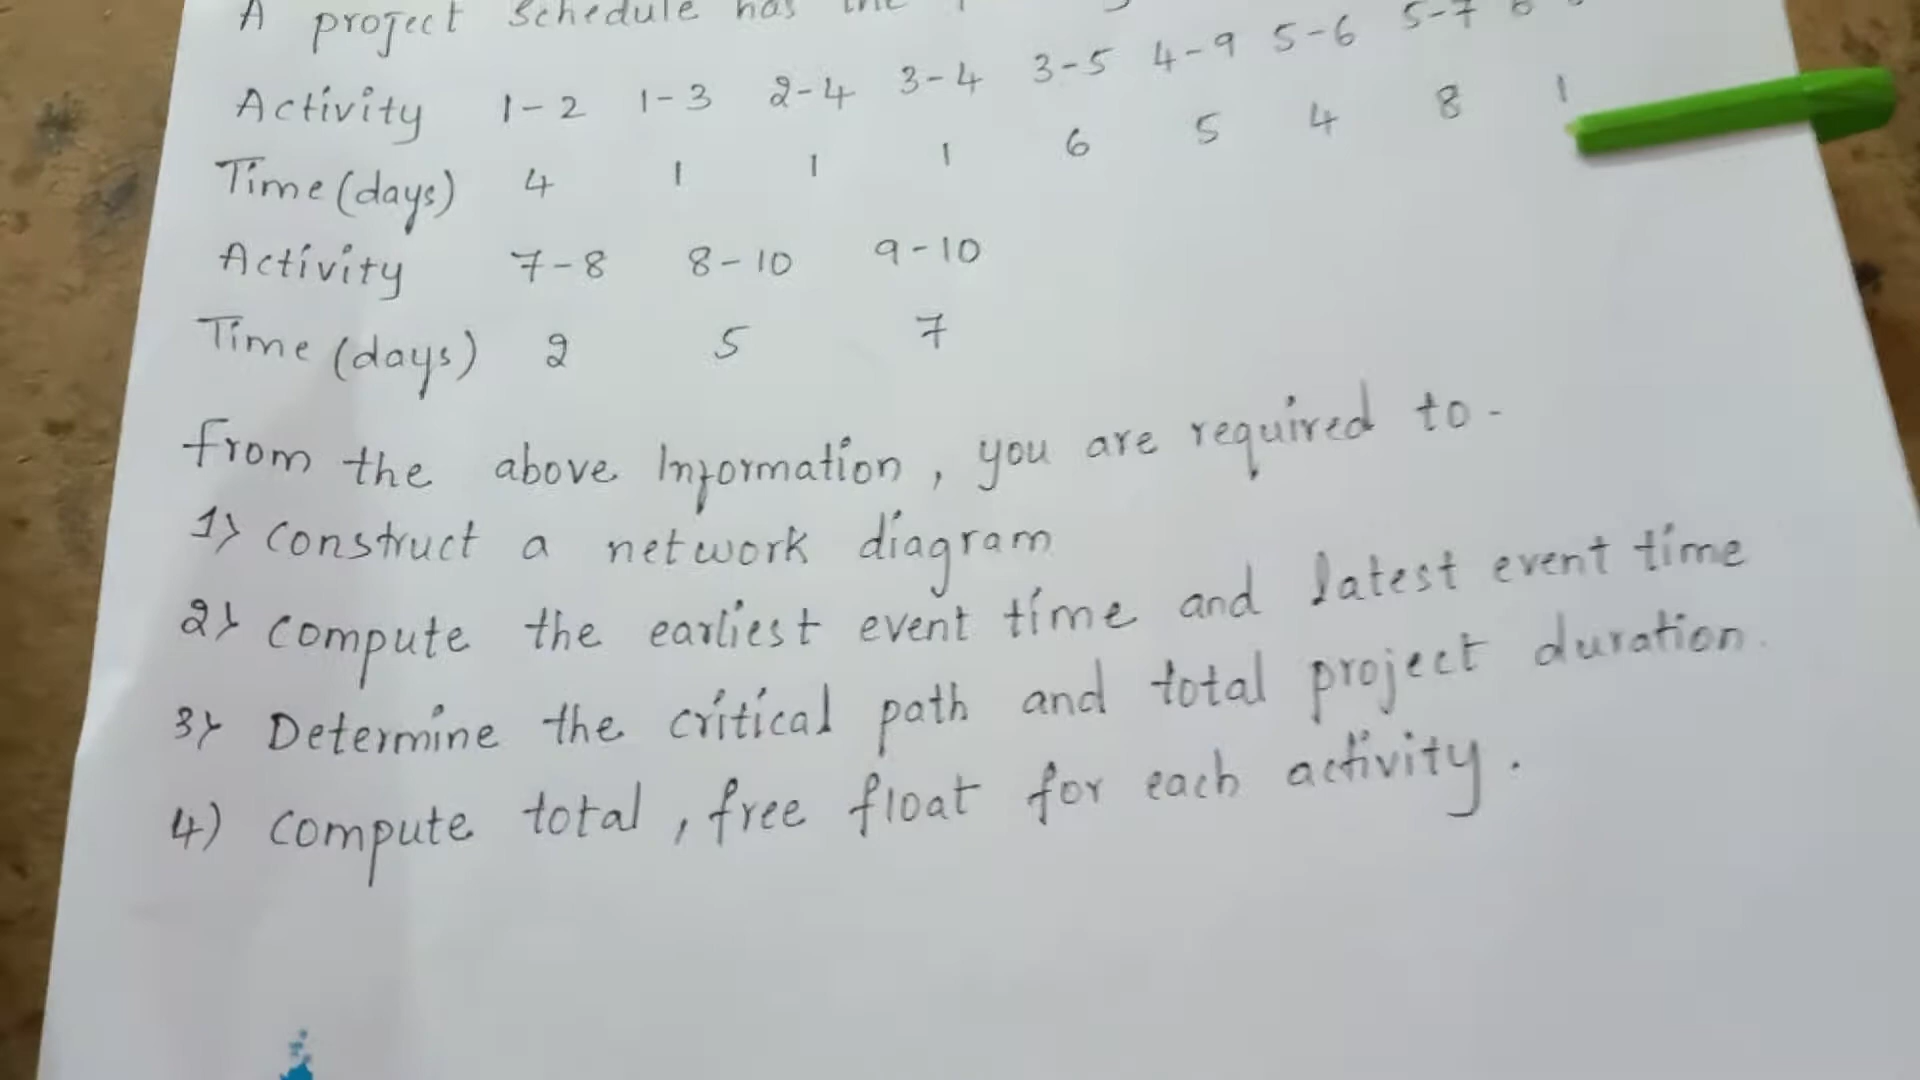 A project Schedule has the
Activity 1-2 1-3 2-4 3-4 3-5 4-9 5-6 5-7
Time (days) 4 1 1 1 6 5 4 8 1
Activity 7-8 8-10 9-10
Time (days) 2 5 7
From the above Information, you are required to -
1) construct a network diagram
2) compute the earliest event time and latest event time
3) Determine the critical path and total project duration.
4) compute total, free float for each activity.